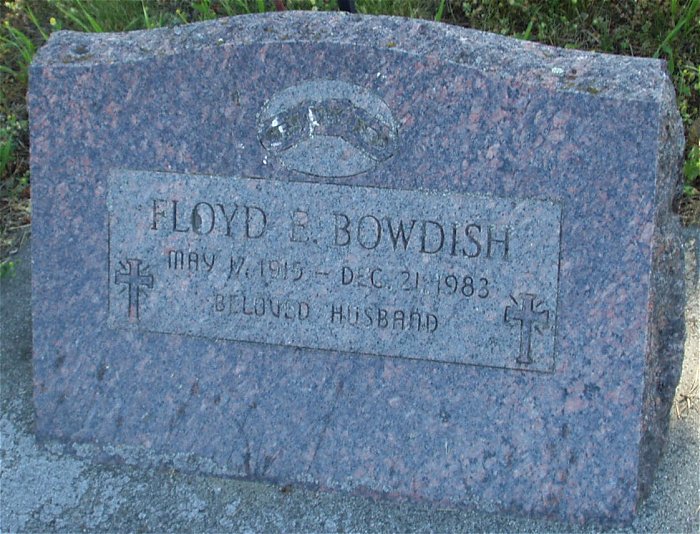 FLOYD E. BOWDISH
MAY 17, 1915 - DEC. 21, 1983
BELOVED HUSBAND